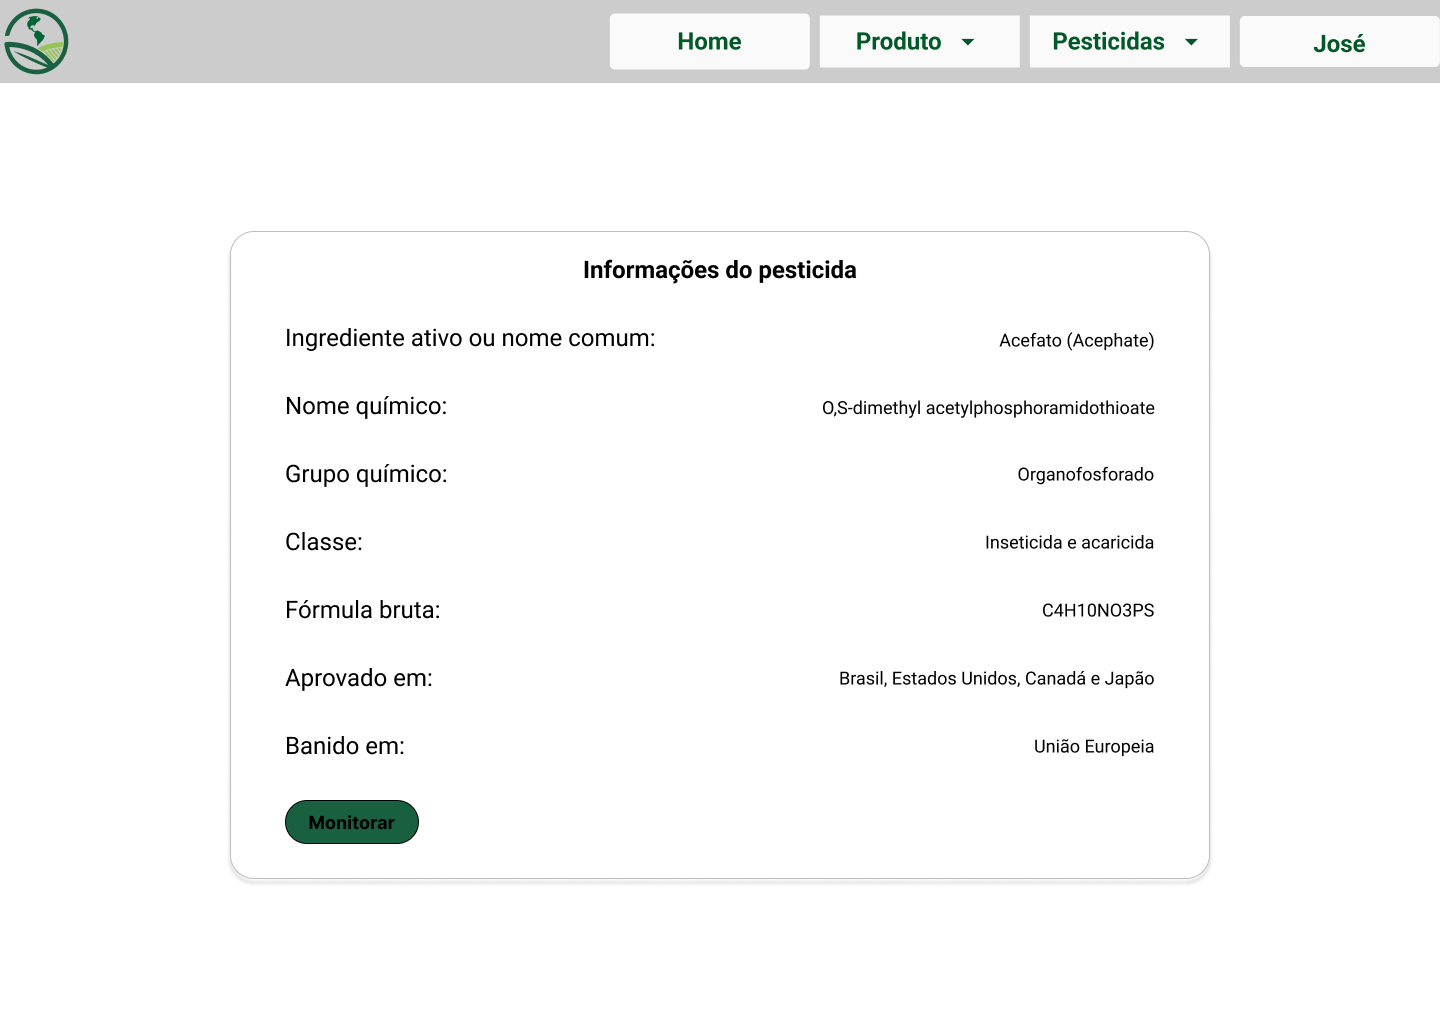 Home
Produto
Pesticidas
José
Informações do pesticida
Ingrediente ativo ou nome comum: Acefato (Acephate)
Nome químico: O,S-dimethyl acetylphosphoramidothioate
Grupo químico: Organofosforado
Classe: Inseticida e acaricida
Fórmula bruta: C4H10NO3PS
Aprovado em: Brasil, Estados Unidos, Canadá e Japão
Banido em: União Europeia
Monitorar